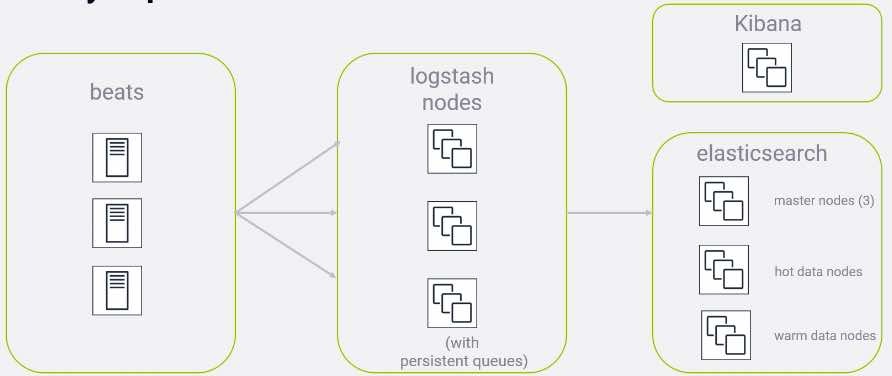 beats
logstash
nodes
(with
persistent queues)
Kibana
elasticsearch
master nodes (3)
hot data nodes
warm data nodes